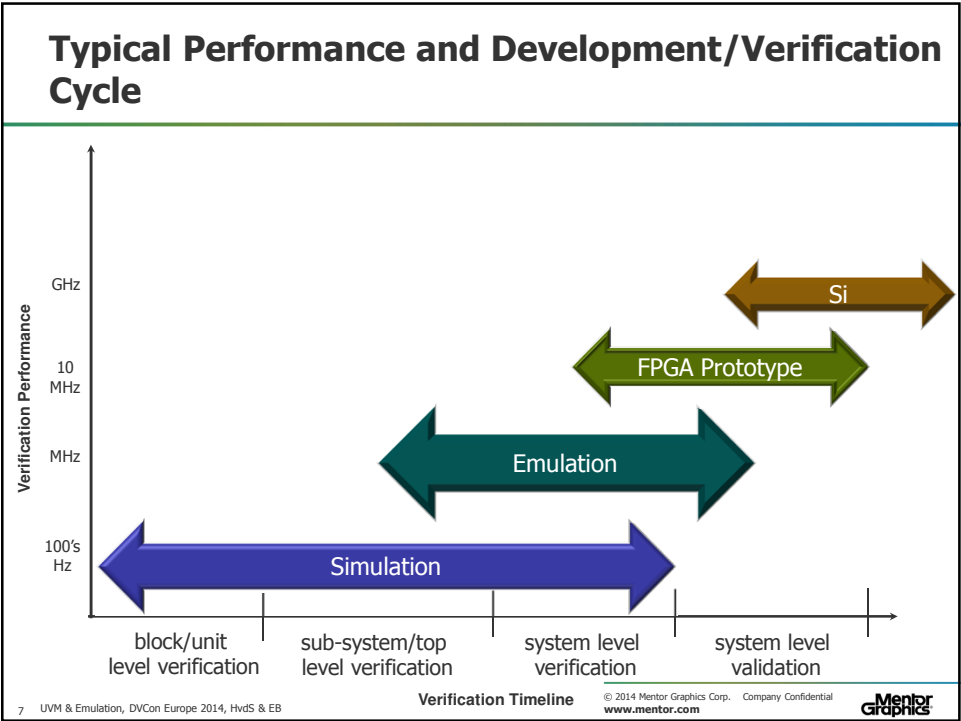 Typical Performance and Development/Verification
Cycle
Verification Performance
GHz
10
MHz
MHz
100's
Hz
Si
FPGA Prototype
Emulation
Simulation
block/unit
level verification
sub-system/top
level verification
system level
verification
system level
validation
Verification Timeline
7 UVM & Emulation, DVCon Europe 2014, HvdS & EB
© 2014 Mentor Graphics Corp. Company Confidential
www.mentor.com
Mentor
Graphics